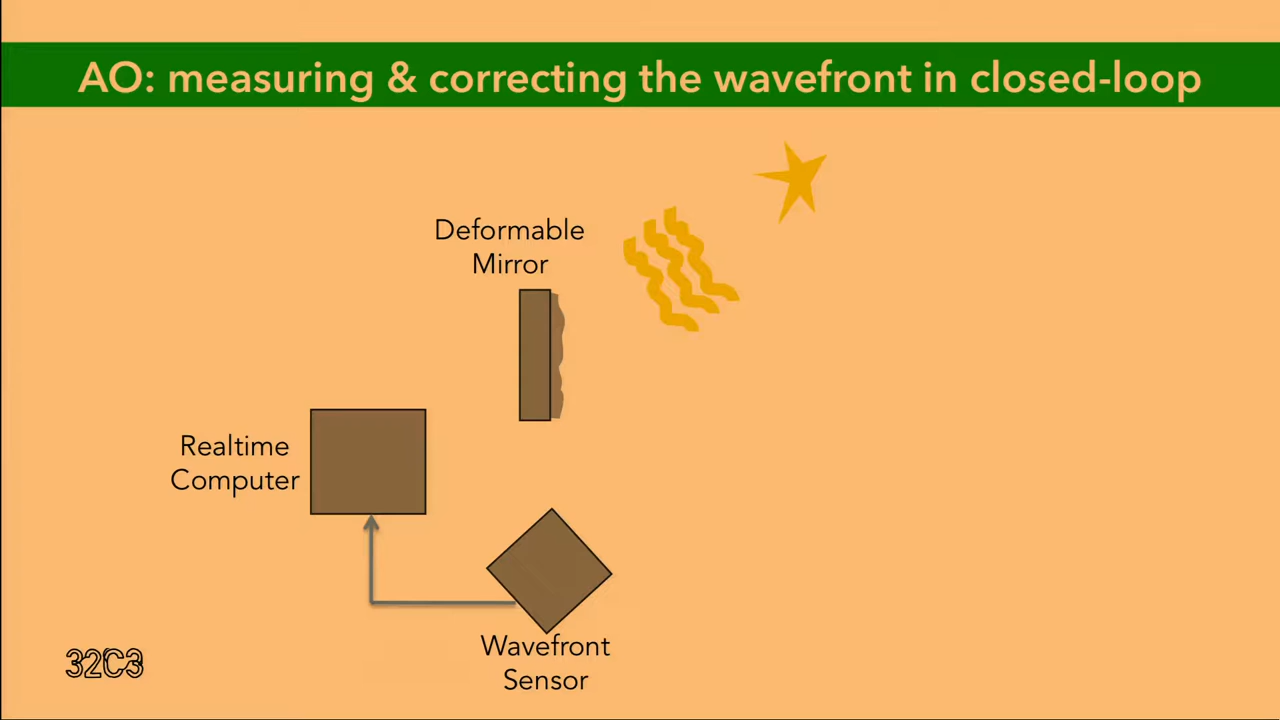 AO: measuring & correcting the wavefront in closed-loop
Deformable
Mirror
Realtime
Computer
Wavefront
Sensor
32C3